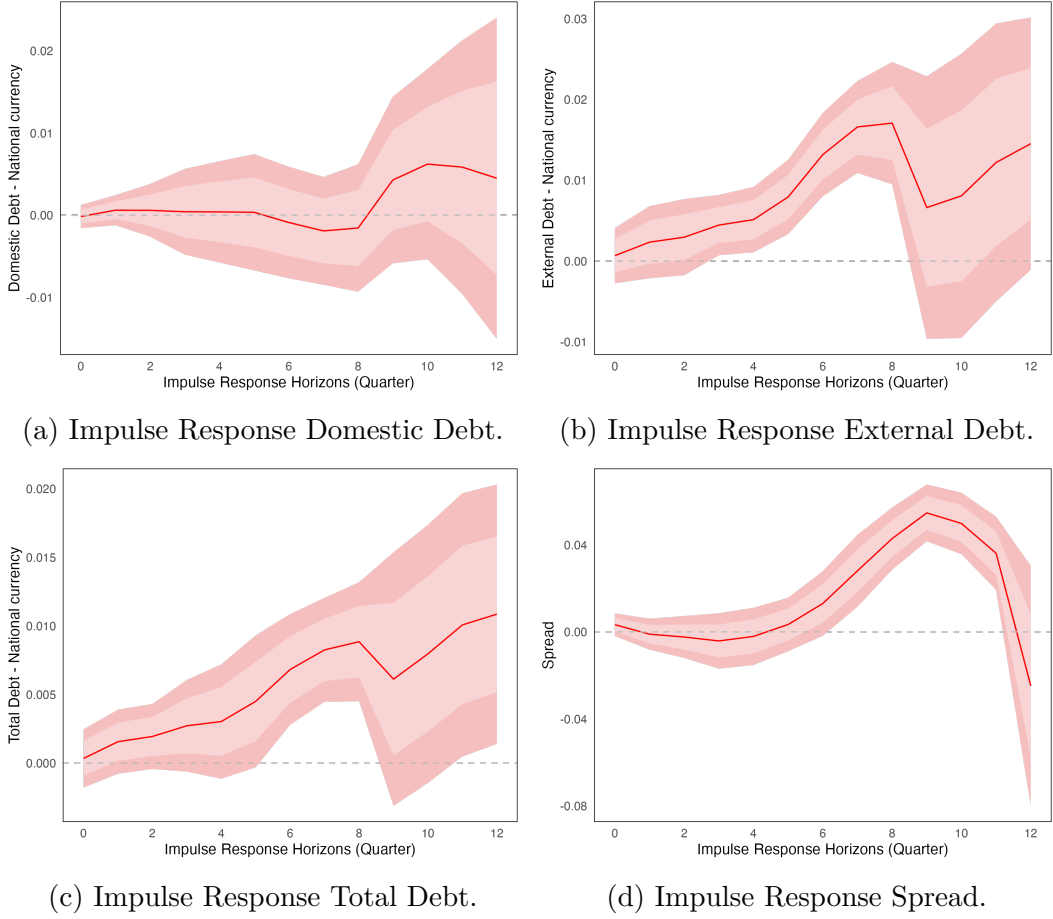 Domestic Debt - National currency
0.02
0.01
0.00
-0.01
0 2 4 6 8 10 12
Impulse Response Horizons (Quarter)
(a) Impulse Response Domestic Debt.
External Debt - National currency
0.03
0.02
0.01
0.00
-0.01
0 2 4 6 8 10 12
Impulse Response Horizons (Quarter)
(b) Impulse Response External Debt.
Total Debt - National currency
0.020
0.015
0.010
0.005
0.000
0 2 4 6 8 10 12
Impulse Response Horizons (Quarter)
(c) Impulse Response Total Debt.
Spread
0.04
0.00
-0.04
-0.08
0 2 4 6 8 10 12
Impulse Response Horizons (Quarter)
(d) Impulse Response Spread.